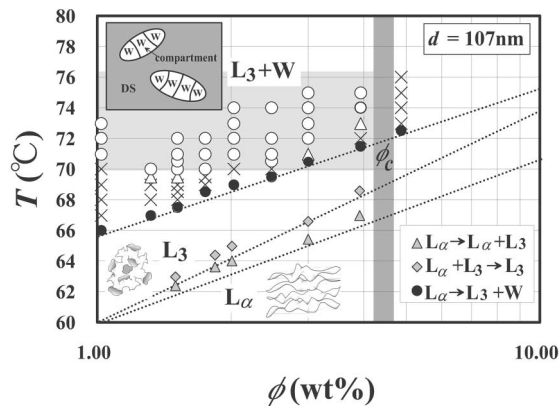 80
78
76
74
72
70
68
66
64
62
60
T (℃)
W W W W
compartment
DS
W W W W
L3+W
d = 107nm
ϕc
L3
Lα
Lα→Lα+L3
Lα+L3→L3
Lα→L3+W
1.00
10.00
ϕ (wt%)